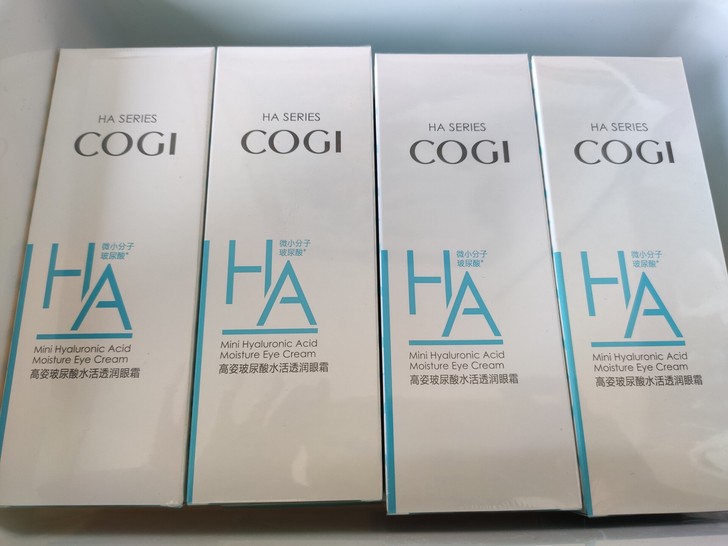 HA SERIES
COGI
微小分子
玻尿酸*
HA
Mini Hyaluronic Acid
Moisture Eye Cream
高姿玻尿酸水活透润眼霜
HA SERIES
COGI
微小分子
玻尿酸*
HA
Mini Hyaluronic Acid
Moisture Eye Cream
高姿玻尿酸水活透润眼霜
HA SERIES
COGI
微小分子
玻尿酸*
HA
Mini Hyaluronic Acid
Moisture Eye Cream
高姿玻尿酸水活透润眼霜
HA SERIES
COGI
微小分子
玻尿酸*
HA
Mini Hyaluronic Acid
Moisture Eye Cream
高姿玻尿酸水活透润眼霜